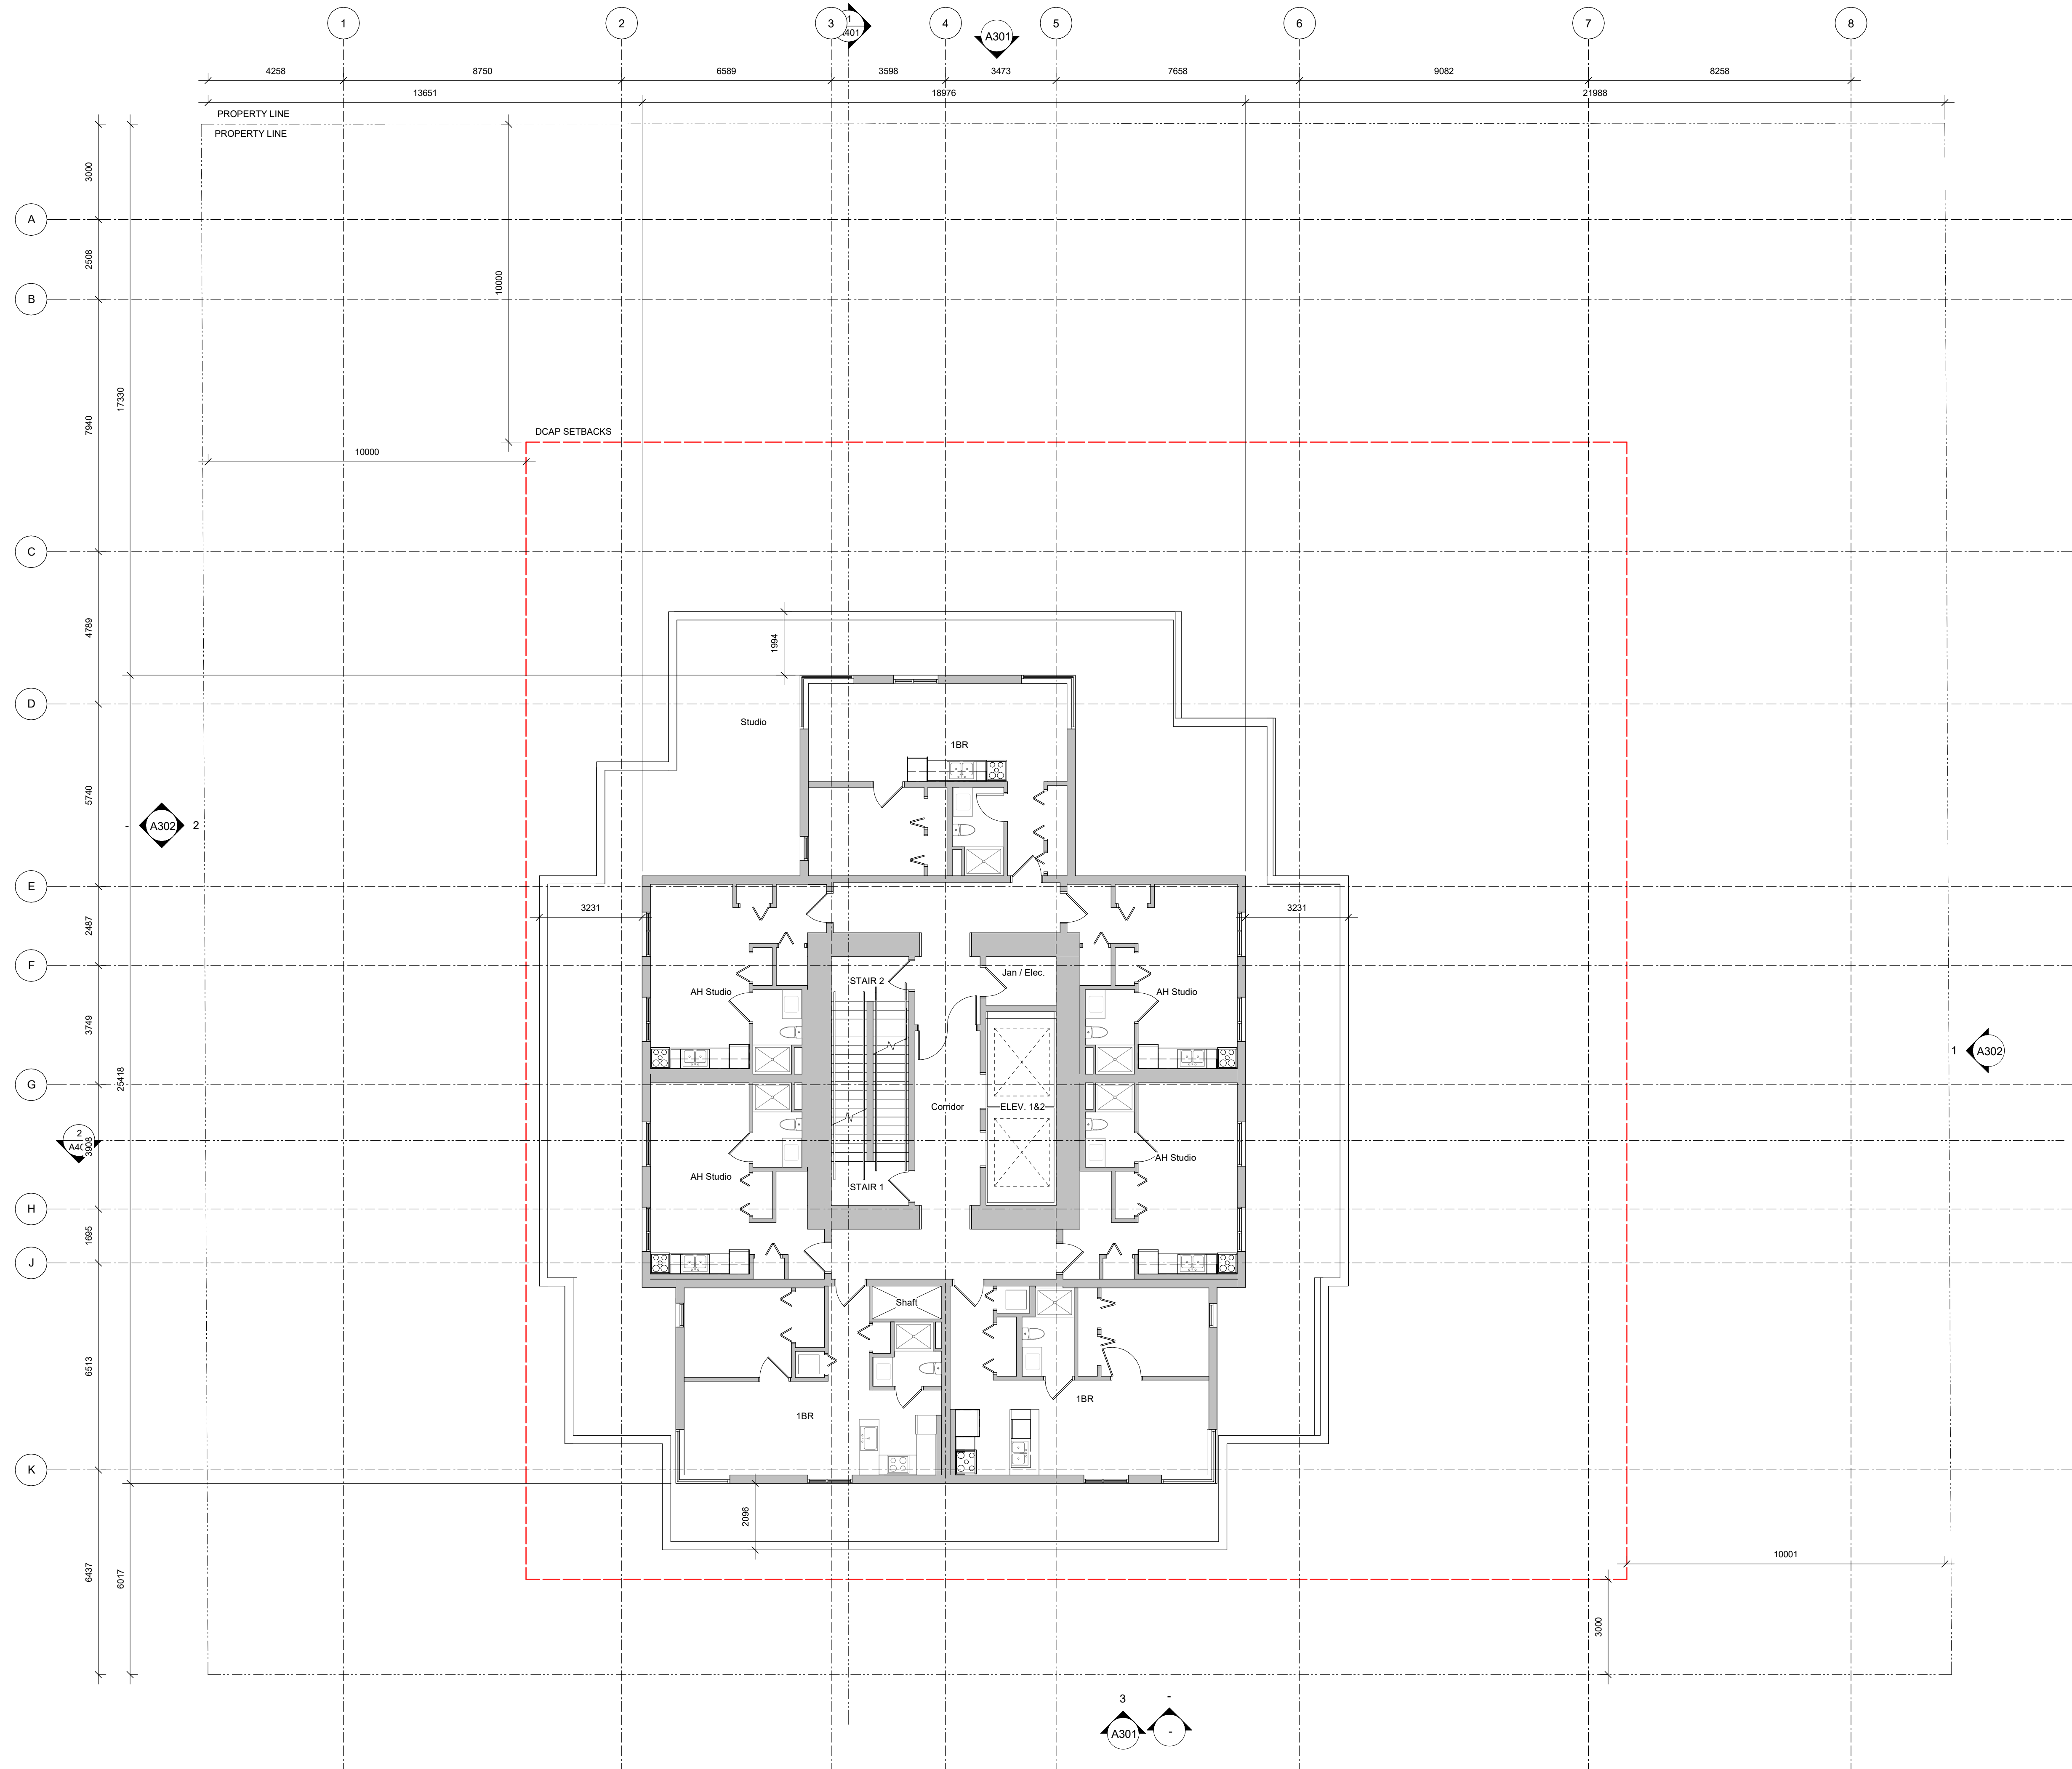 1
2
3
1
4
5
6
7
8
A301
4258
8750
6589
3598
3473
7658
9082
8258
13651
18976
21988
PROPERTY LINE
PROPERTY LINE
3000
A
2508
B
10000
17330
7940
DCAP SETBACKS
10000
C
4789
1994
D
Studio
1BR
5740
-
A302
2
E
3231
3231
2487
F
STAIR 2
Jan / Elec.
AH Studio
AH Studio
3749
1
A302
G
25418
Corridor
ELEV. 1&2
2
3908
AH Studio
AH Studio
STAIR 1
H
1695
J
Shaft
6513
1BR
1BR
K
2096
10001
6437
6017
3000
3
-
A301
-